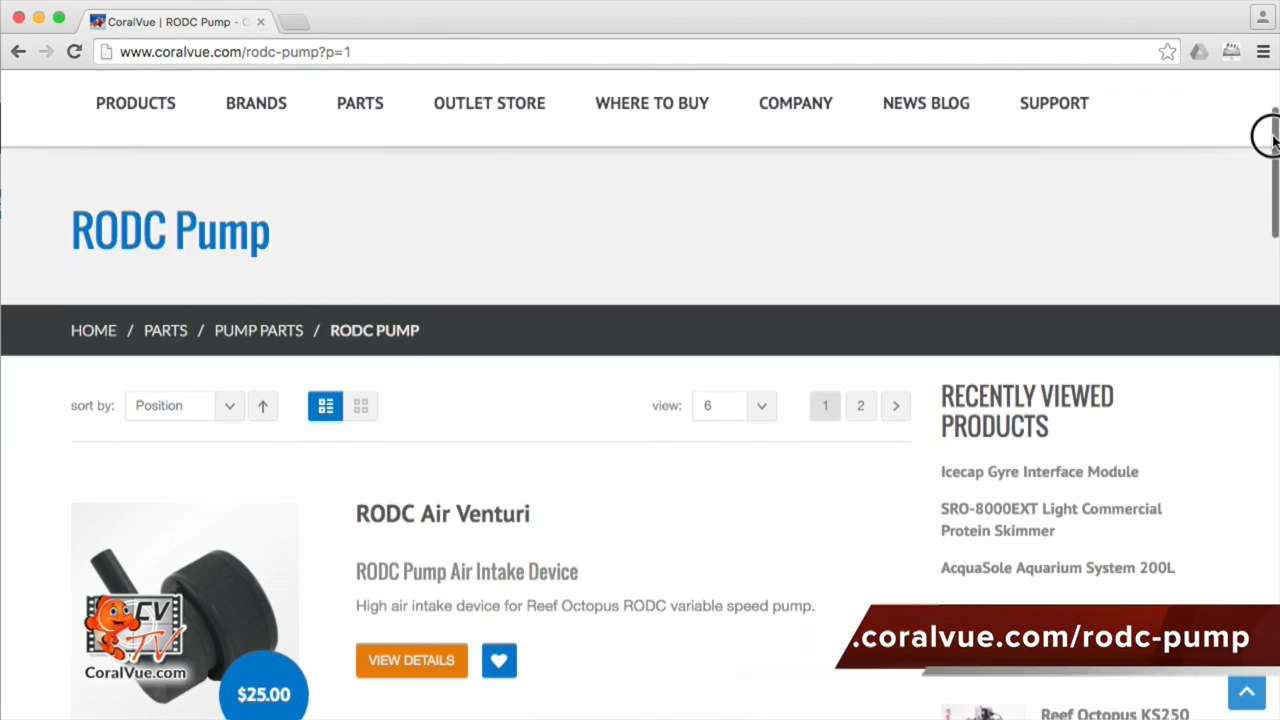 CoralVue | RODC Pump - C
www.coralvue.com/rodc-pump?p=1
PRODUCTS BRANDS PARTS OUTLET STORE WHERE TO BUY COMPANY NEWS BLOG SUPPORT
RODC Pump
HOME / PARTS / PUMP PARTS / RODC PUMP
sort by: Position view: 6 1 2
RECENTLY VIEWED
PRODUCTS
Icecap Gyre Interface Module
SRO-8000EXT Light Commercial
Protein Skimmer
AcquaSole Aquarium System 200L
RODC Air Venturi
RODC Pump Air Intake Device
High air intake device for Reef Octopus RODC variable speed pump.
VIEW DETAILS
$25.00
CV
TV
CoralVue.com
.coralvue.com/rodc-pump
Reef Octopus KS250